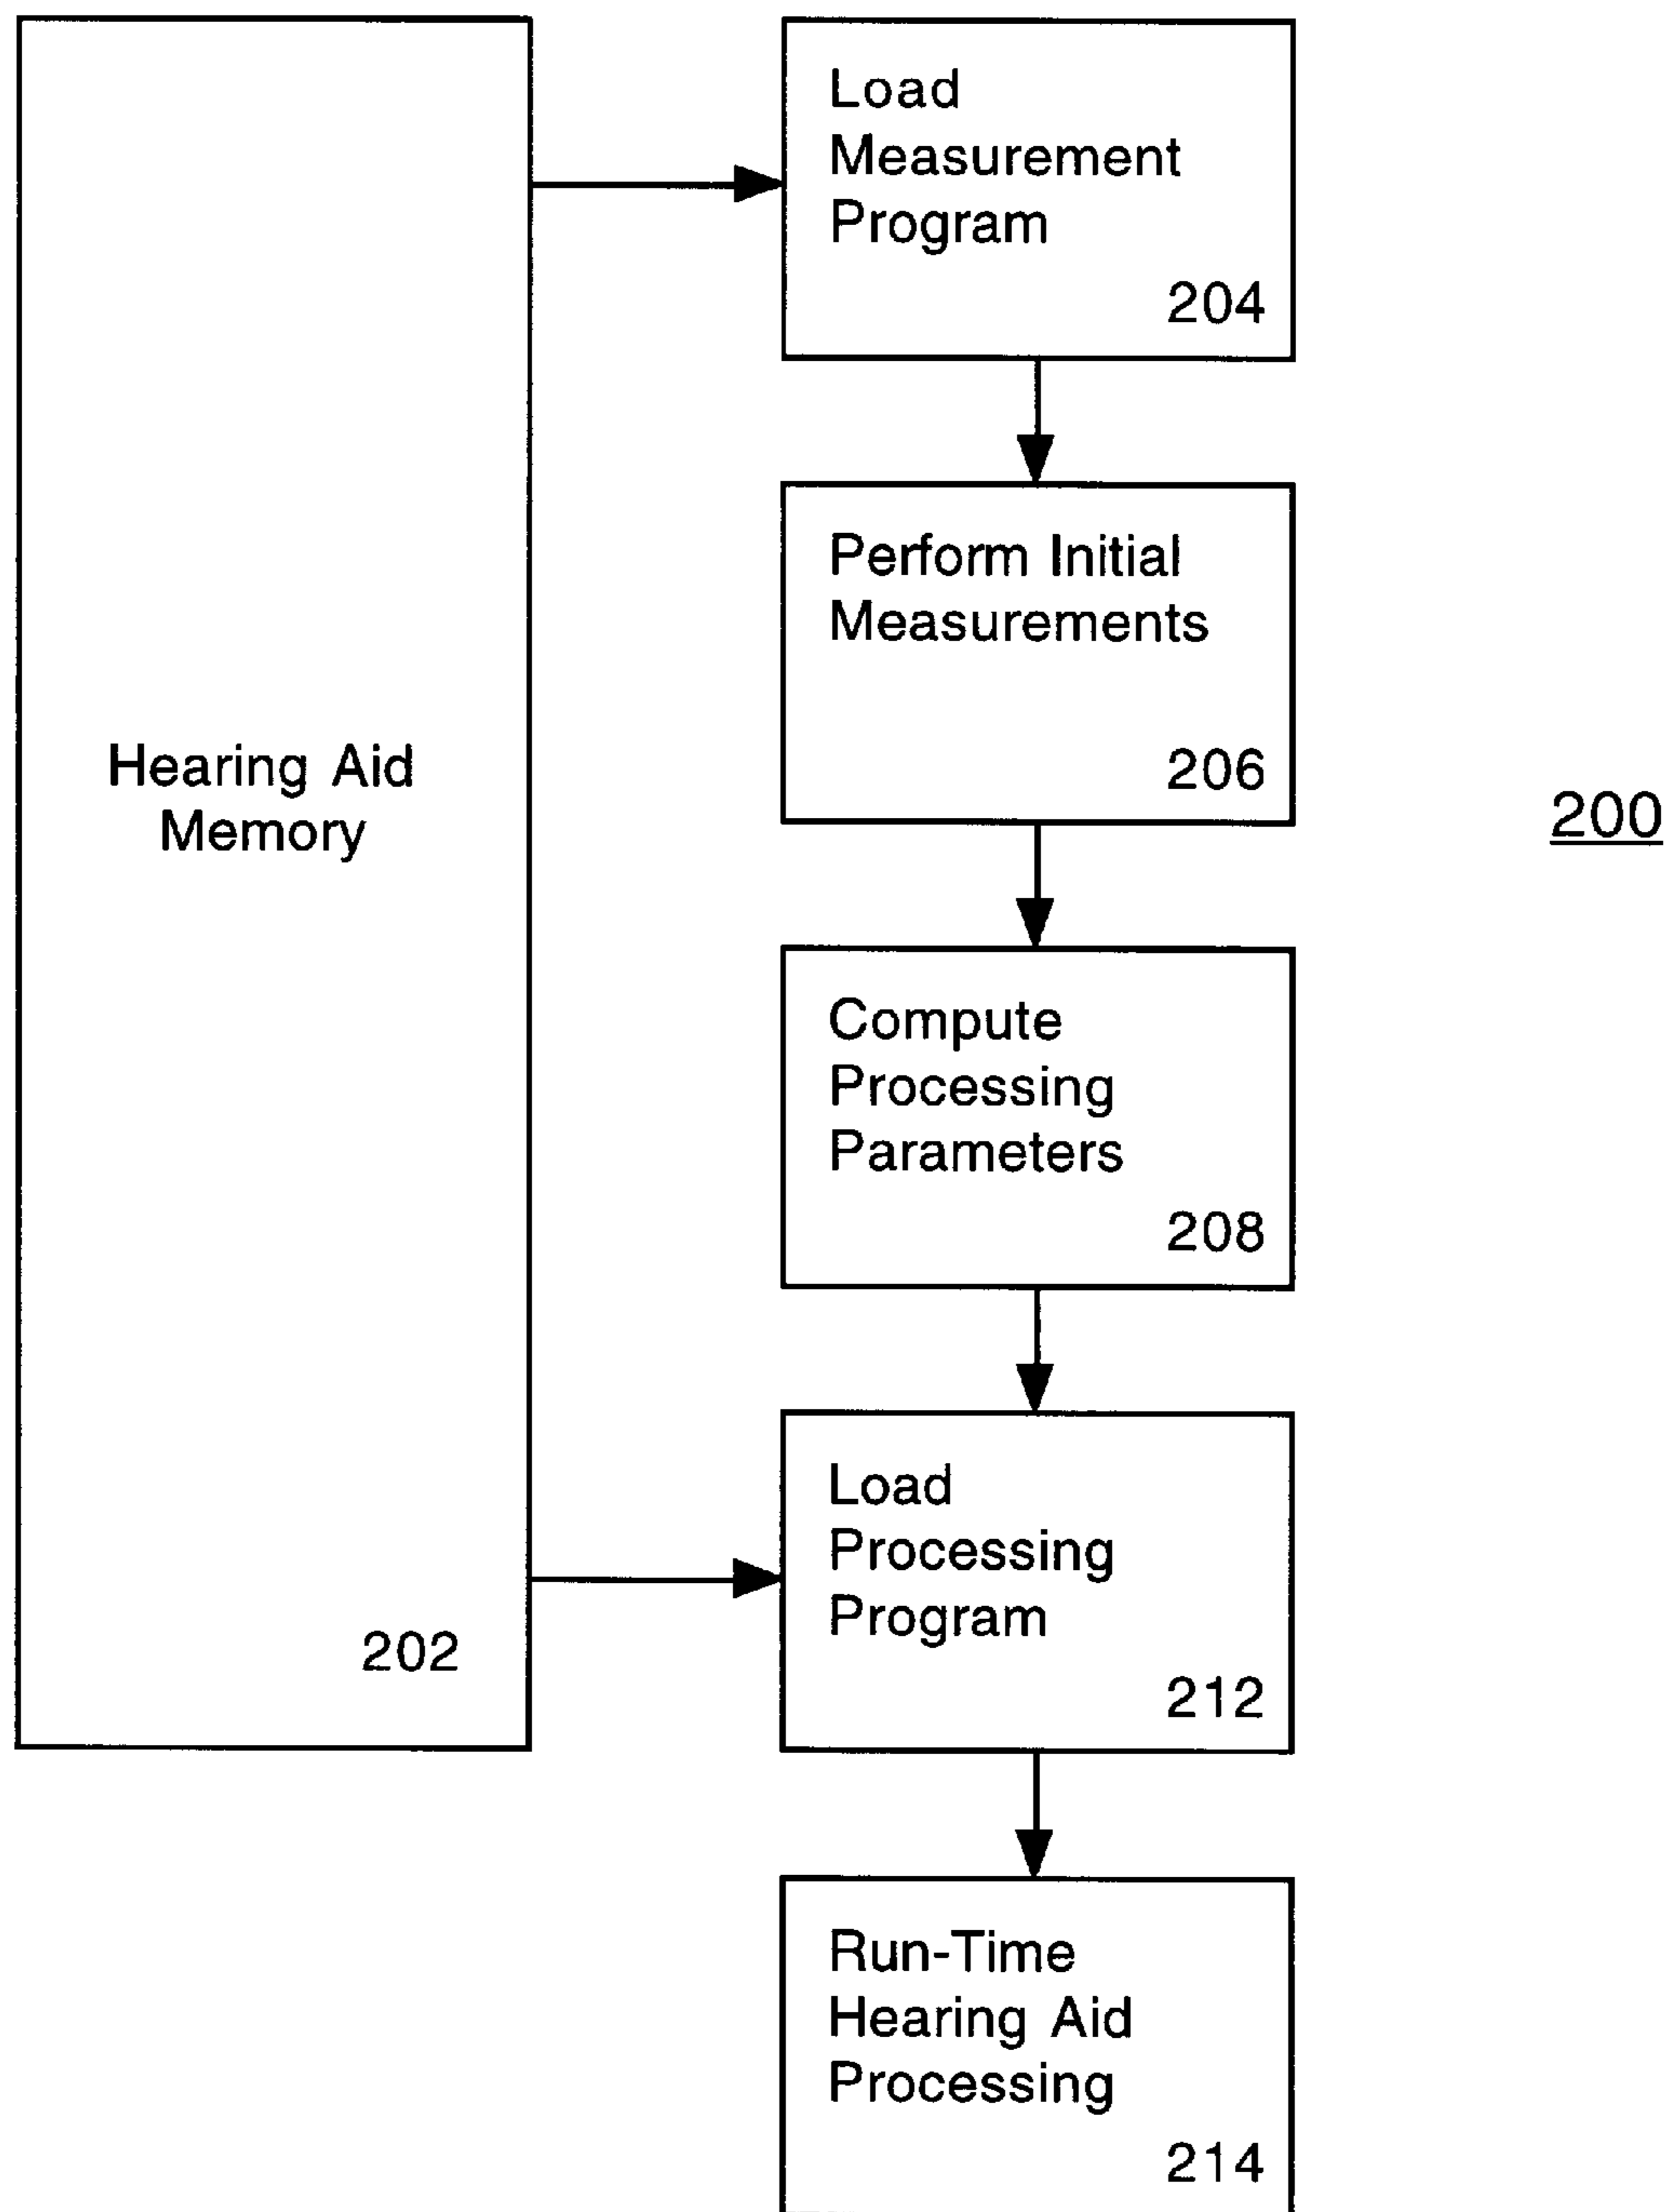 Load
Measurement
Program
204
Perform Initial
Measurements
206
Hearing Aid
Memory
202
200
Compute
Processing
Parameters
208
Load
Processing
Program
212
Run-Time
Hearing Aid
Processing
214